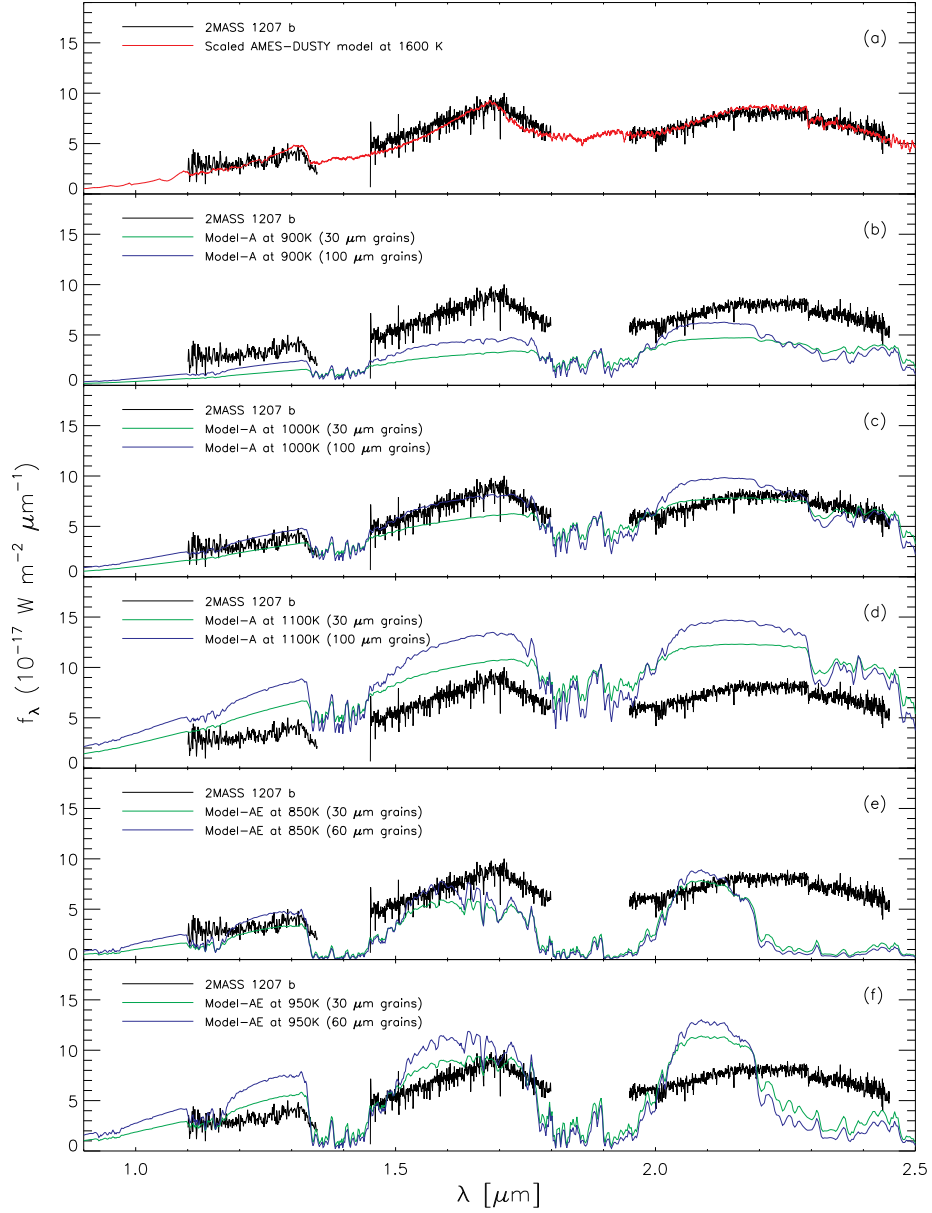 2MASS 1207 b
Scaled AMES-DUSTY model at 1600 K
(a)
15
10
5
0
2MASS 1207 b
Model-A at 900K (30 μm grains)
Model-A at 900K (100 μm grains)
(b)
15
10
5
0
2MASS 1207 b
Model-A at 1000K (30 μm grains)
Model-A at 1000K (100 μm grains)
(c)
15
10
5
0
2MASS 1207 b
Model-A at 1100K (30 μm grains)
Model-A at 1100K (100 μm grains)
(d)
15
10
5
0
2MASS 1207 b
Model-AE at 850K (30 μm grains)
Model-AE at 850K (60 μm grains)
(e)
15
10
5
0
2MASS 1207 b
Model-AE at 950K (30 μm grains)
Model-AE at 950K (60 μm grains)
(f)
15
10
5
0
f_λ (10⁻¹⁷ W m⁻² μm⁻¹)
1.0 1.5 2.0 2.5
λ [μm]